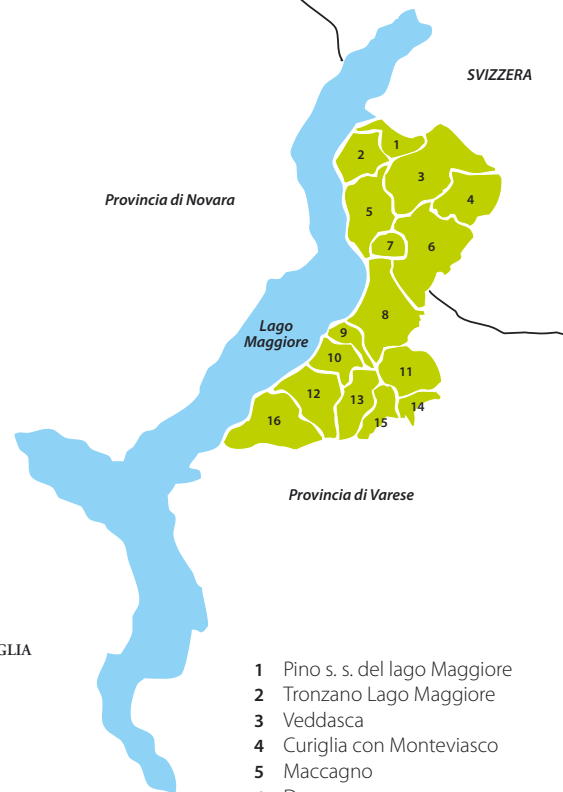 SVIZZERA
1
2
3
4
Provincia di Novara
5
7
6
8
Lago
Maggiore
9
10
11
12
13
14
15
16
Provincia di Varese
GLIA
1 Pino s. s. del lago Maggiore
2 Tronzano Lago Maggiore
3 Veddasca
4 Curiglia con Monteviasco
5 Maccagno